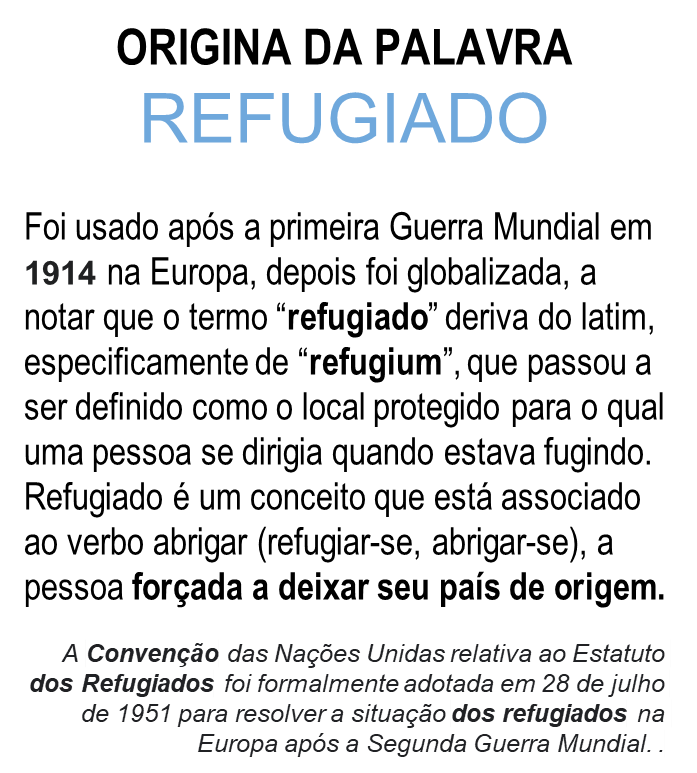 ORIGINA DA PALAVRA
REFUGIADO
Foi usado após a primeira Guerra Mundial em
1914 na Europa, depois foi globalizada, a
notar que o termo “refugiado” deriva do latim,
especificamente de “refugium”, que passou a
ser definido como o local protegido para o qual
uma pessoa se dirigia quando estava fugindo.
Refugiado é um conceito que está associado
ao verbo abrigar (refugiar-se, abrigar-se), a
pessoa forçada a deixar seu país de origem.
A Convenção das Nações Unidas relativa ao Estatuto
dos Refugiados foi formalmente adotada em 28 de julho
de 1951 para resolver a situação dos refugiados na
Europa após a Segunda Guerra Mundial. .